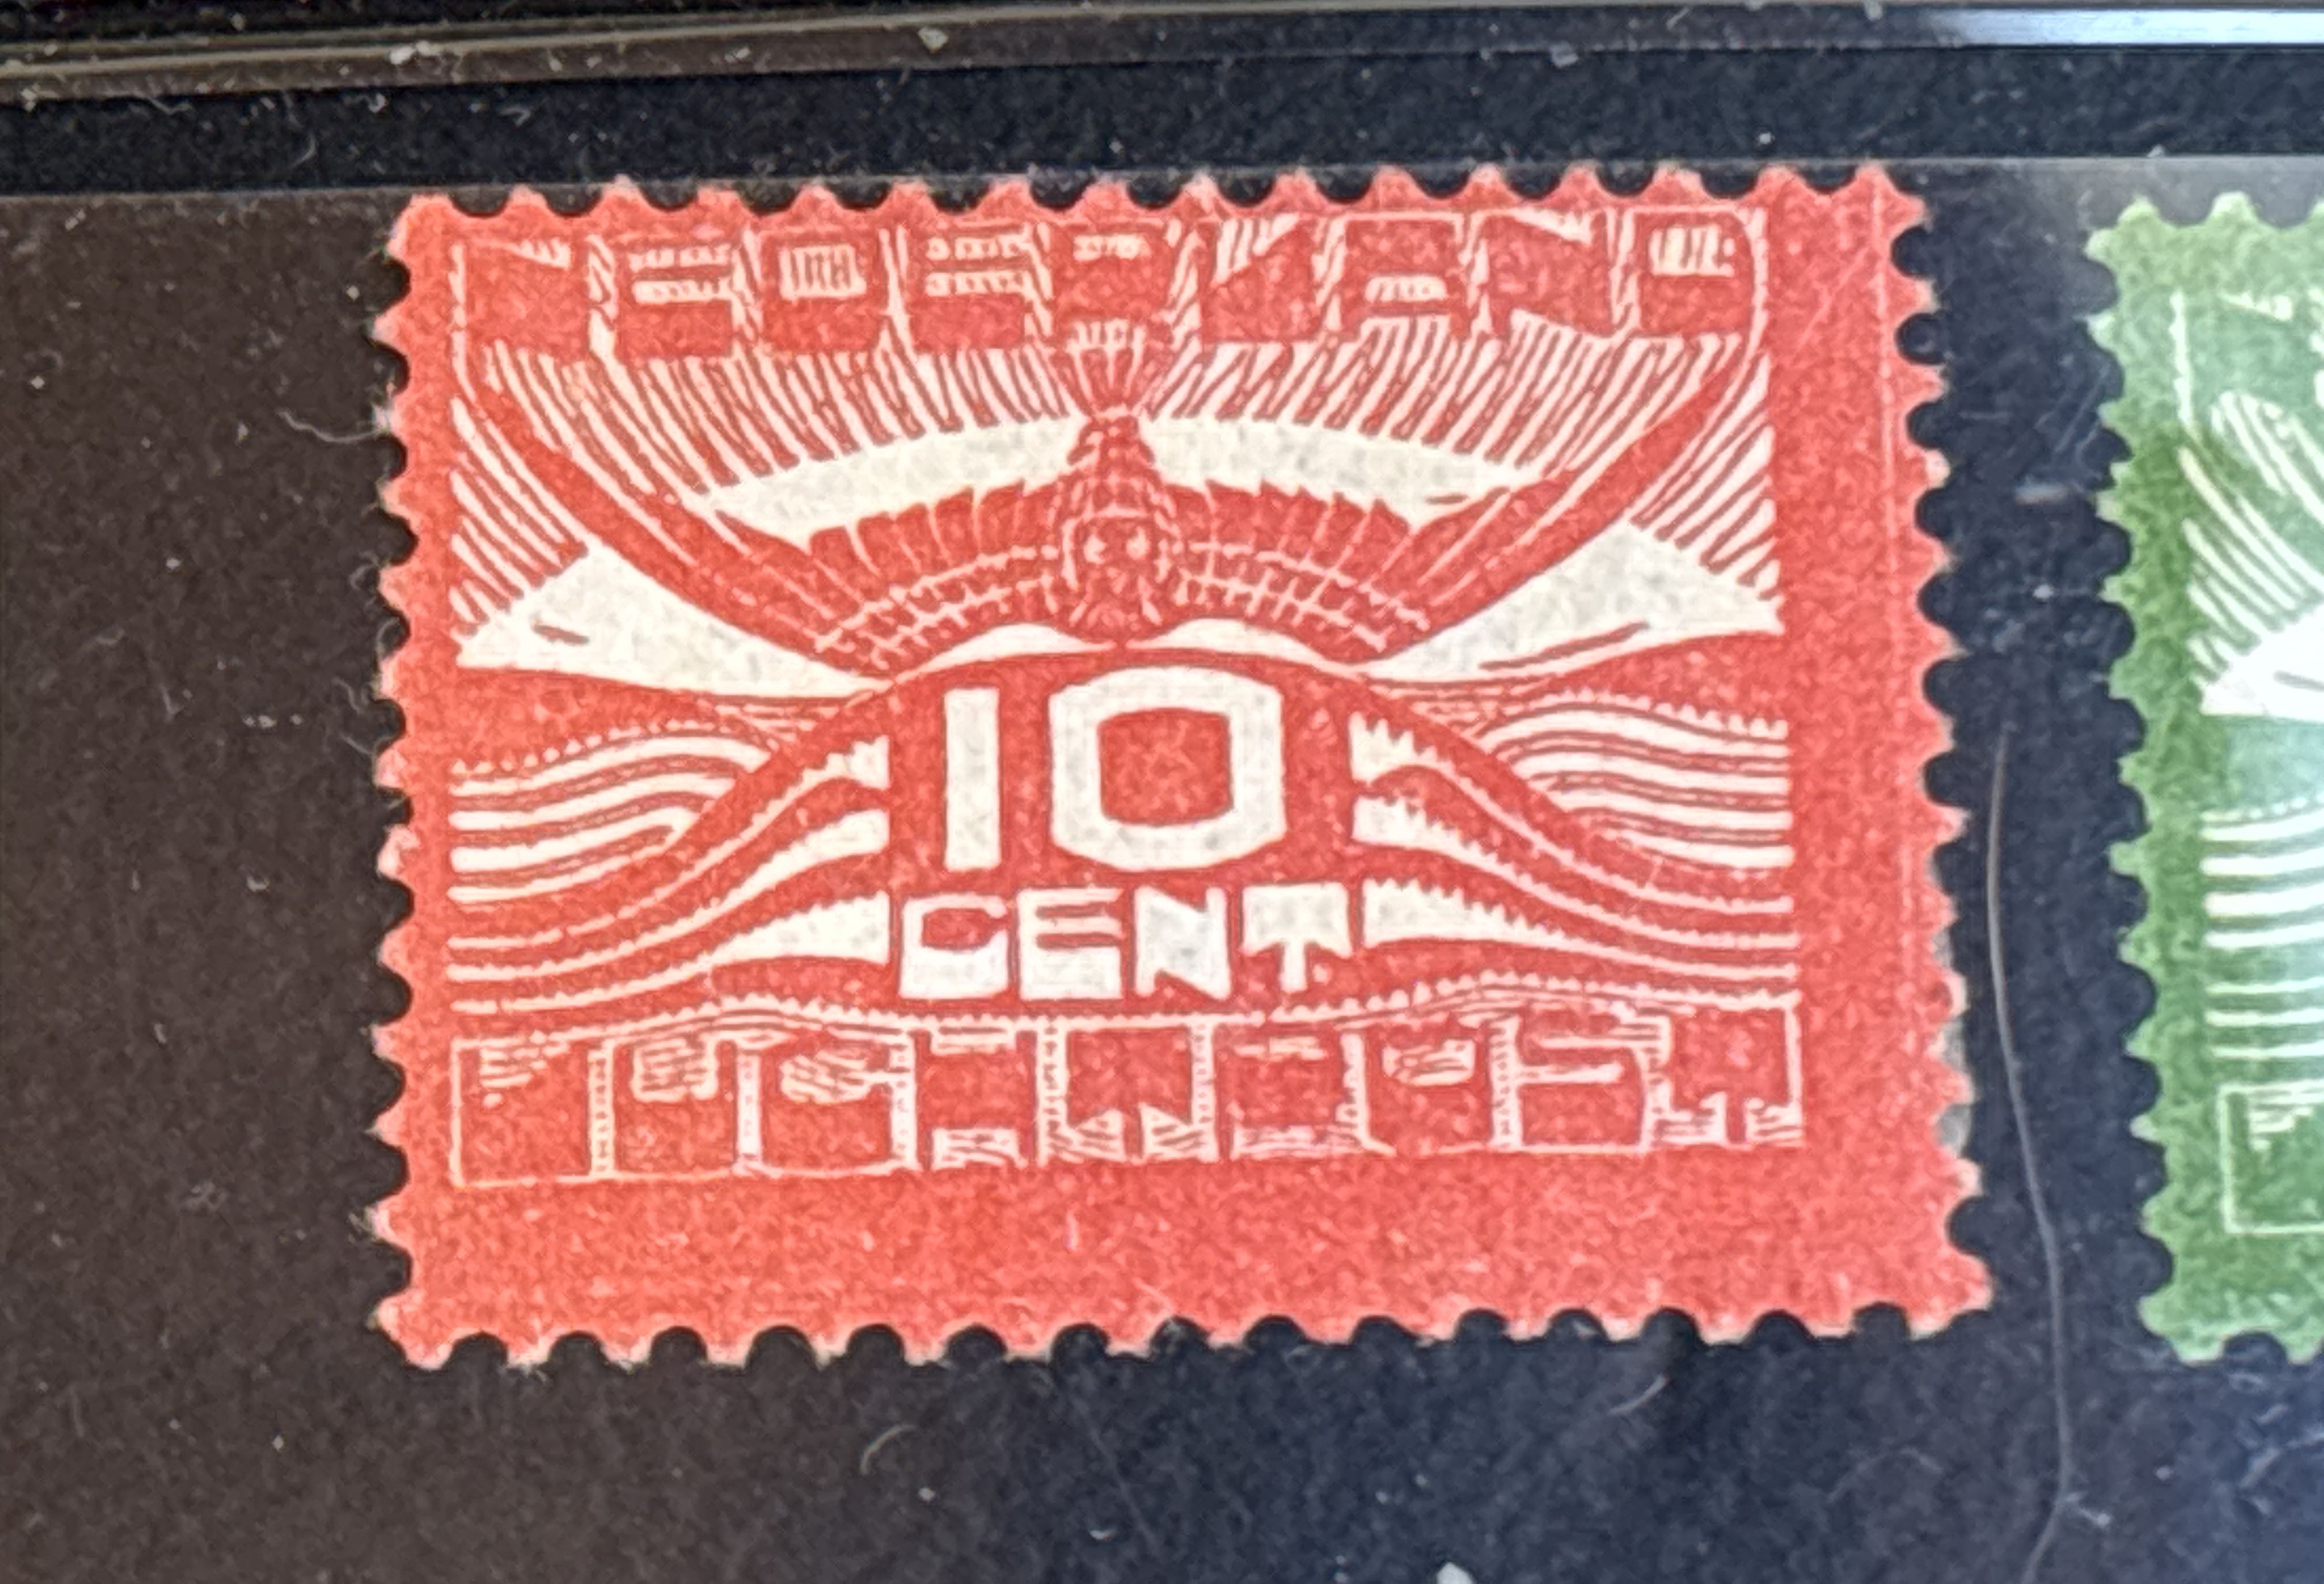 NEDERLAND
10
CENT
LUCHTPOST